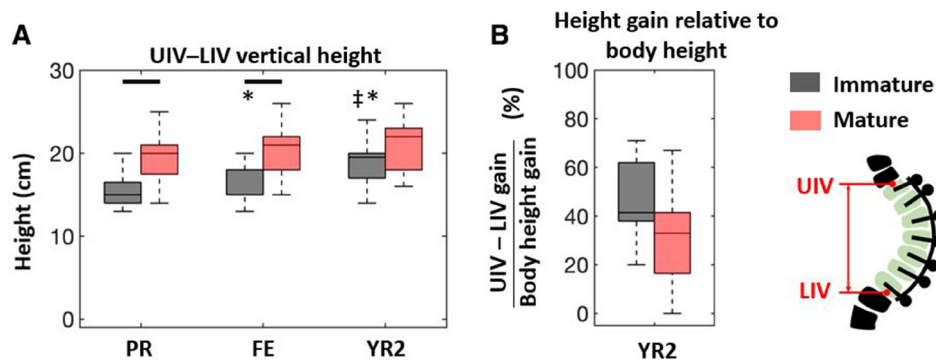 A
UIV–LIV vertical height
Height (cm)
30
20
10
0
*
*
‡*
PR
FE
YR2
B
Height gain relative to
body height
UIV – LIV gain
Body height gain
(%)
100
80
60
40
20
0
YR2
Immature
Mature
UIV
LIV